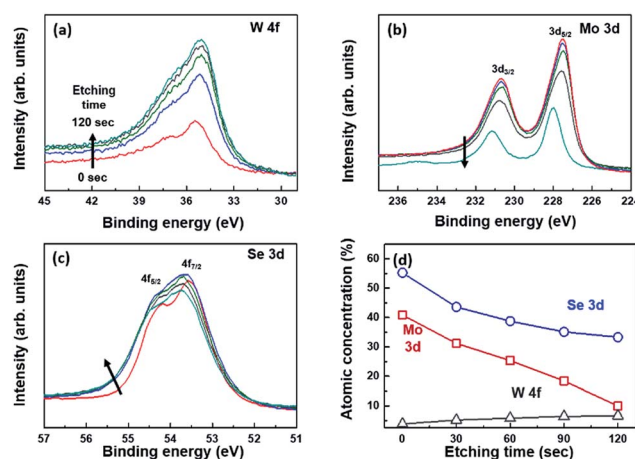 (a)
W 4f
Etching
time
120 sec
0 sec
Intensity (arb. units)
45 42 39 36 33 30
Binding energy (eV)
(b)
Mo 3d
3d5/2
3d3/2
Intensity (arb. units)
236 234 232 230 228 226 224
Binding energy (eV)
(c)
Se 3d
4f5/2
4f7/2
Intensity (arb. units)
57 56 55 54 53 52 51
Binding energy (eV)
(d)
Atomic concentration (%)
60
50
40
30
20
10
Se 3d
Mo
3d
W 4f
0 30 60 90 120
Etching time (sec)